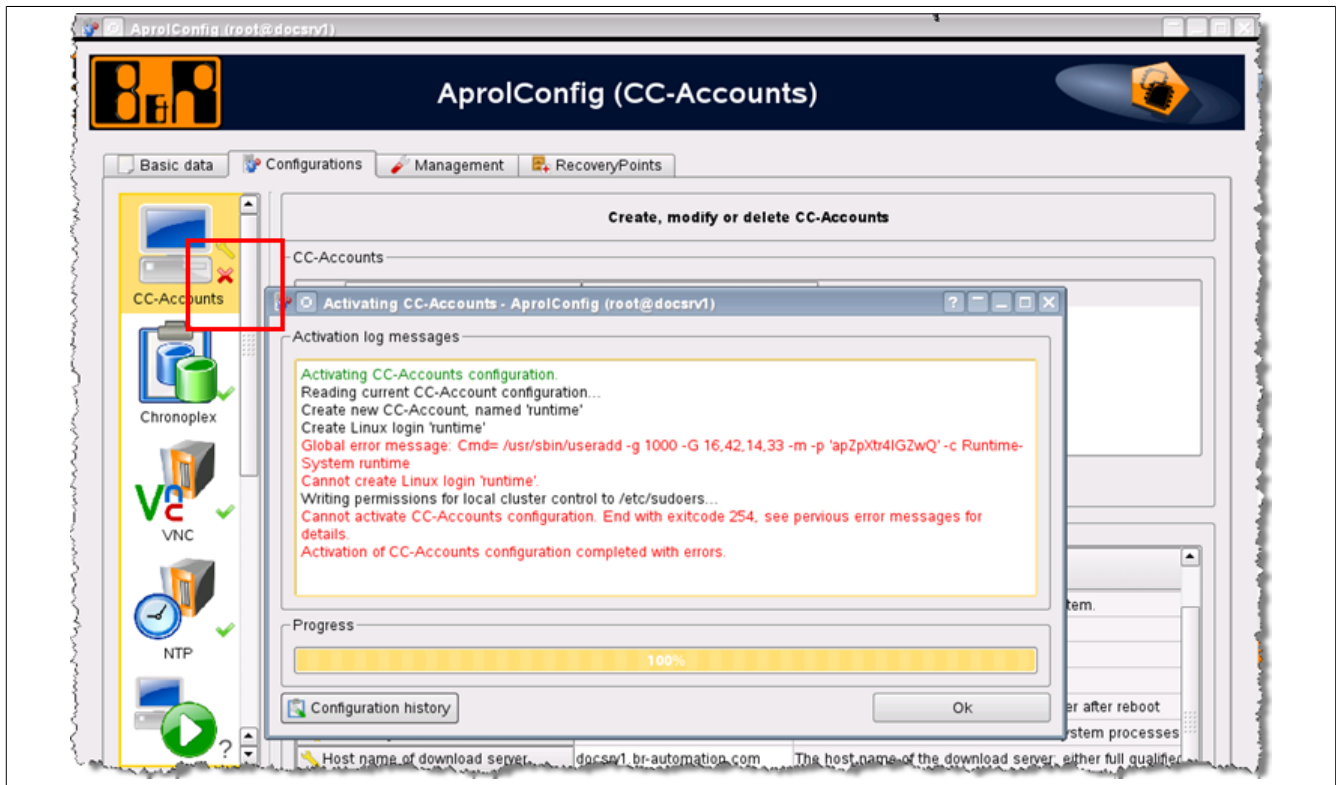 AprolConfig (root@docsrv1)
B&R
AprolConfig (CC-Accounts)
Basic data
Configurations
Management
RecoveryPoints
Create, modify or delete CC-Accounts
CC-Accounts
CC-Accounts
Activating CC-Accounts - AprolConfig (root@docsrv1)
Activation log messages
Activating CC-Accounts configuration.
Reading current CC-Account configuration...
Create new CC-Account, named 'runtime'
Create Linux login 'runtime'
Global error message: Cmd= /usr/sbin/useradd -g 1000 -G 16,42,14,33 -m -p 'apZpXtr4IGZwQ' -c Runtime-
System runtime
Cannot create Linux login 'runtime'.
Writing permissions for local cluster control to /etc/sudoers...
Cannot activate CC-Accounts configuration. End with exitcode 254, see pervious error messages for
details.
Activation of CC-Accounts configuration completed with errors.
Chronoplex
VNC
VNC
NTP
?
tem.
Progress
100%
Configuration history
Ok
er after reboot
ystem processes
Host name of download server
docsrv1.br-automation.com
The host name of the download server, either full qualified